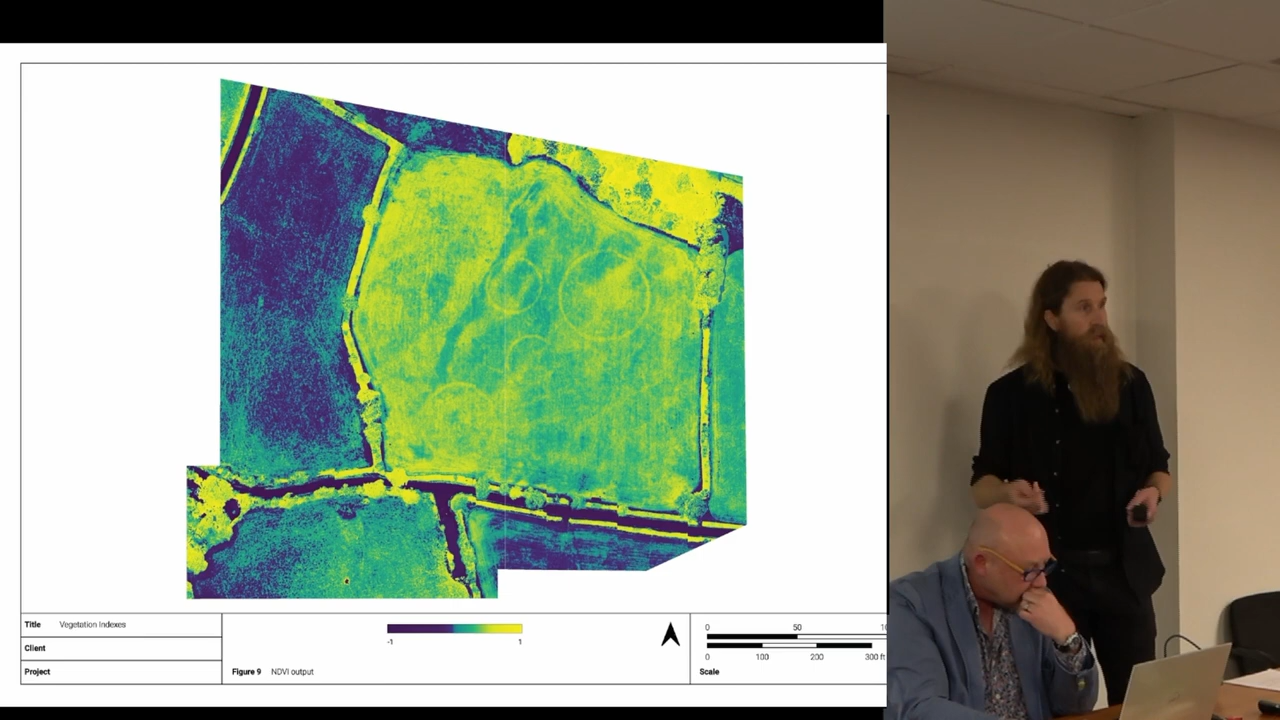 Title Vegetation Indexes
Client
Project
-1 1
Figure 9 NDVI output
0 50
0 100 200 300 ft
Scale